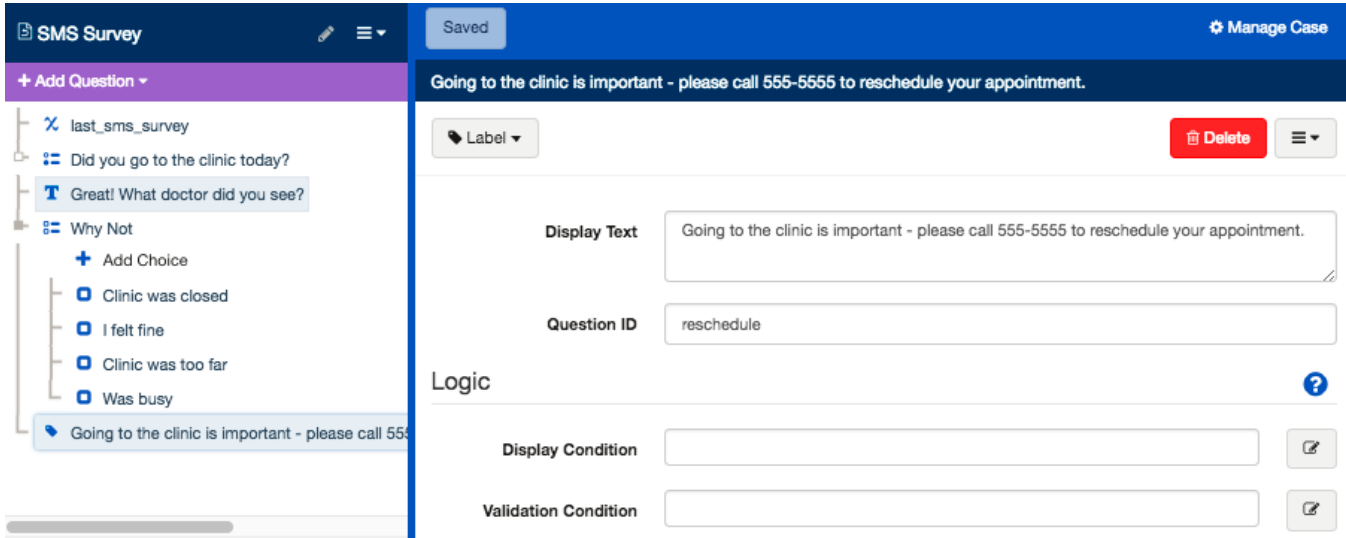 SMS Survey
+ Add Question
last_sms_survey
Did you go to the clinic today?
Great! What doctor did you see?
Why Not
Add Choice
Clinic was closed
I felt fine
Clinic was too far
Was busy
Going to the clinic is important - please call 555
Saved
Manage Case
Going to the clinic is important - please call 555-5555 to reschedule your appointment.
Label
Delete
Display Text
Going to the clinic is important - please call 555-5555 to reschedule your appointment.
Question ID
reschedule
Logic
Display Condition
Validation Condition